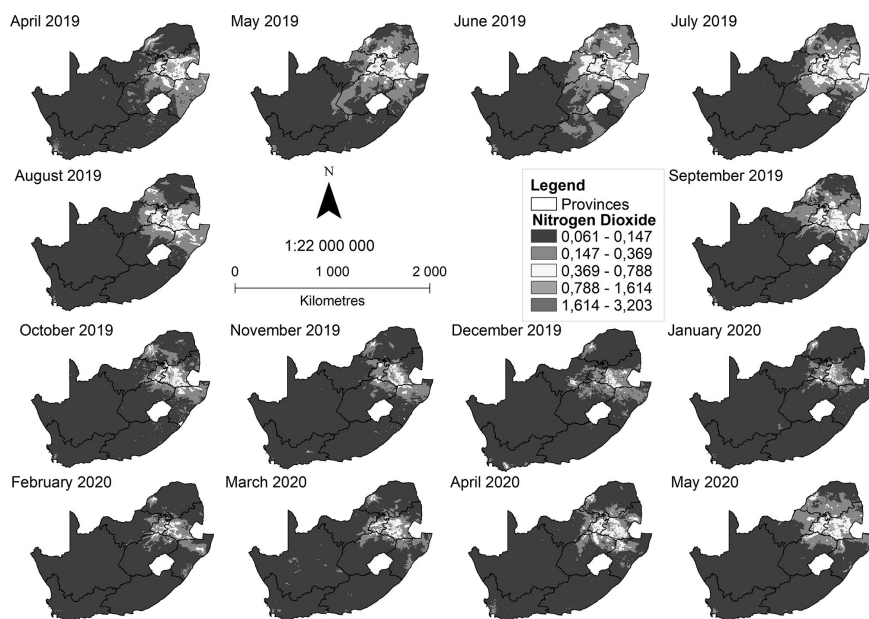 April 2019
May 2019
June 2019
July 2019
August 2019
N
1:22 000 000
0
1 000
2 000
Kilometres
Legend
Provinces
Nitrogen Dioxide
0,061 - 0,147
0,147 - 0,369
0,369 - 0,788
0,788 - 1,614
1,614 - 3,203
September 2019
October 2019
November 2019
December 2019
January 2020
February 2020
March 2020
April 2020
May 2020